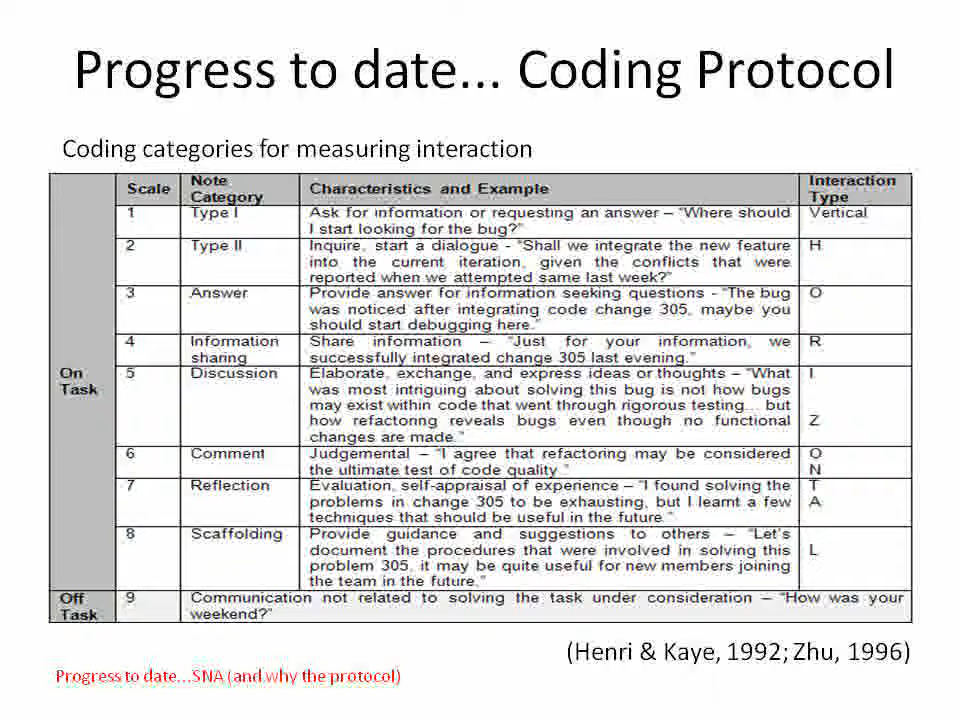 Progress to date... Coding Protocol
Coding categories for measuring interaction
Scale Note Category Characteristics and Example Interaction Type
On Task
1 Type I Ask for information or requesting an answer – "Where should Vertical
I start looking for the bug?"
2 Type II Inquire, start a dialogue - "Shall we integrate the new feature H
into the current iteration, given the conflicts that were
reported when we attempted same last week?"
3 Answer Provide answer for information seeking questions - "The bug O
was noticed after integrating code change 305, maybe you
should start debugging here."
4 Information Share information – "Just for your information, we R
sharing successfully integrated change 305 last evening."
5 Discussion Elaborate, exchange, and express ideas or thoughts – "What I
was most intriguing about solving this bug is not how bugs
may exist within code that went through rigorous testing... but
how refactoring reveals bugs even though no functional Z
changes are made."
6 Comment Judgemental – "I agree that refactoring may be considered O
the ultimate test of code quality." N
7 Reflection Evaluation, self-appraisal of experience – "I found solving the T
problems in change 305 to be exhausting, but I learnt a few A
techniques that should be useful in the future."
8 Scaffolding Provide guidance and suggestions to others – "Let's
document the procedures that were involved in solving this L
problem 305, it may be quite useful for new members joining
the team in the future."
Off Task
9 Communication not related to solving the task under consideration – "How was your
weekend?"
(Henri & Kaye, 1992; Zhu, 1996)
Progress to date...SNA (and why the protocol)